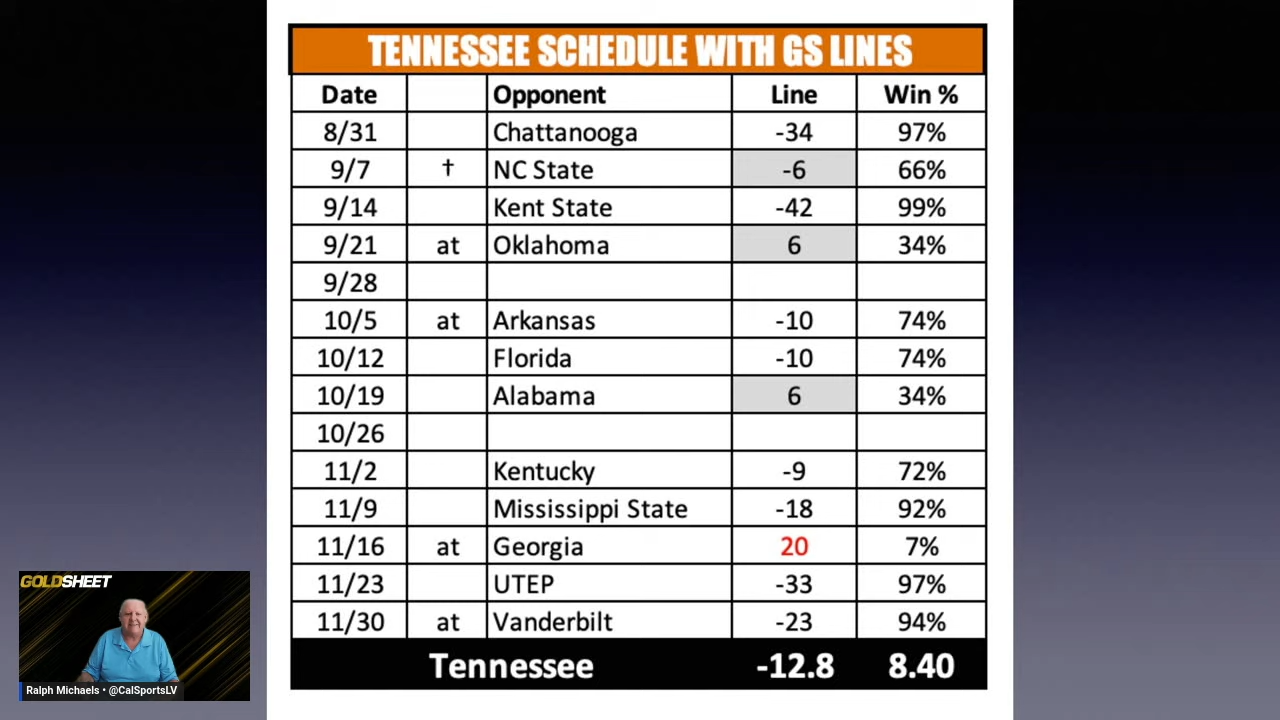 TENNESSEE SCHEDULE WITH GS LINES
Date Opponent Line Win %
8/31 Chattanooga -34 97%
9/7 † NC State -6 66%
9/14 Kent State -42 99%
9/21 at Oklahoma 6 34%
9/28
10/5 at Arkansas -10 74%
10/12 Florida -10 74%
10/19 Alabama 6 34%
10/26
11/2 Kentucky -9 72%
11/9 Mississippi State -18 92%
11/16 at Georgia 20 7%
11/23 UTEP -33 97%
11/30 at Vanderbilt -23 94%
Tennessee -12.8 8.40
GOLDSHEET
Ralph Michaels • @CalSportsLV